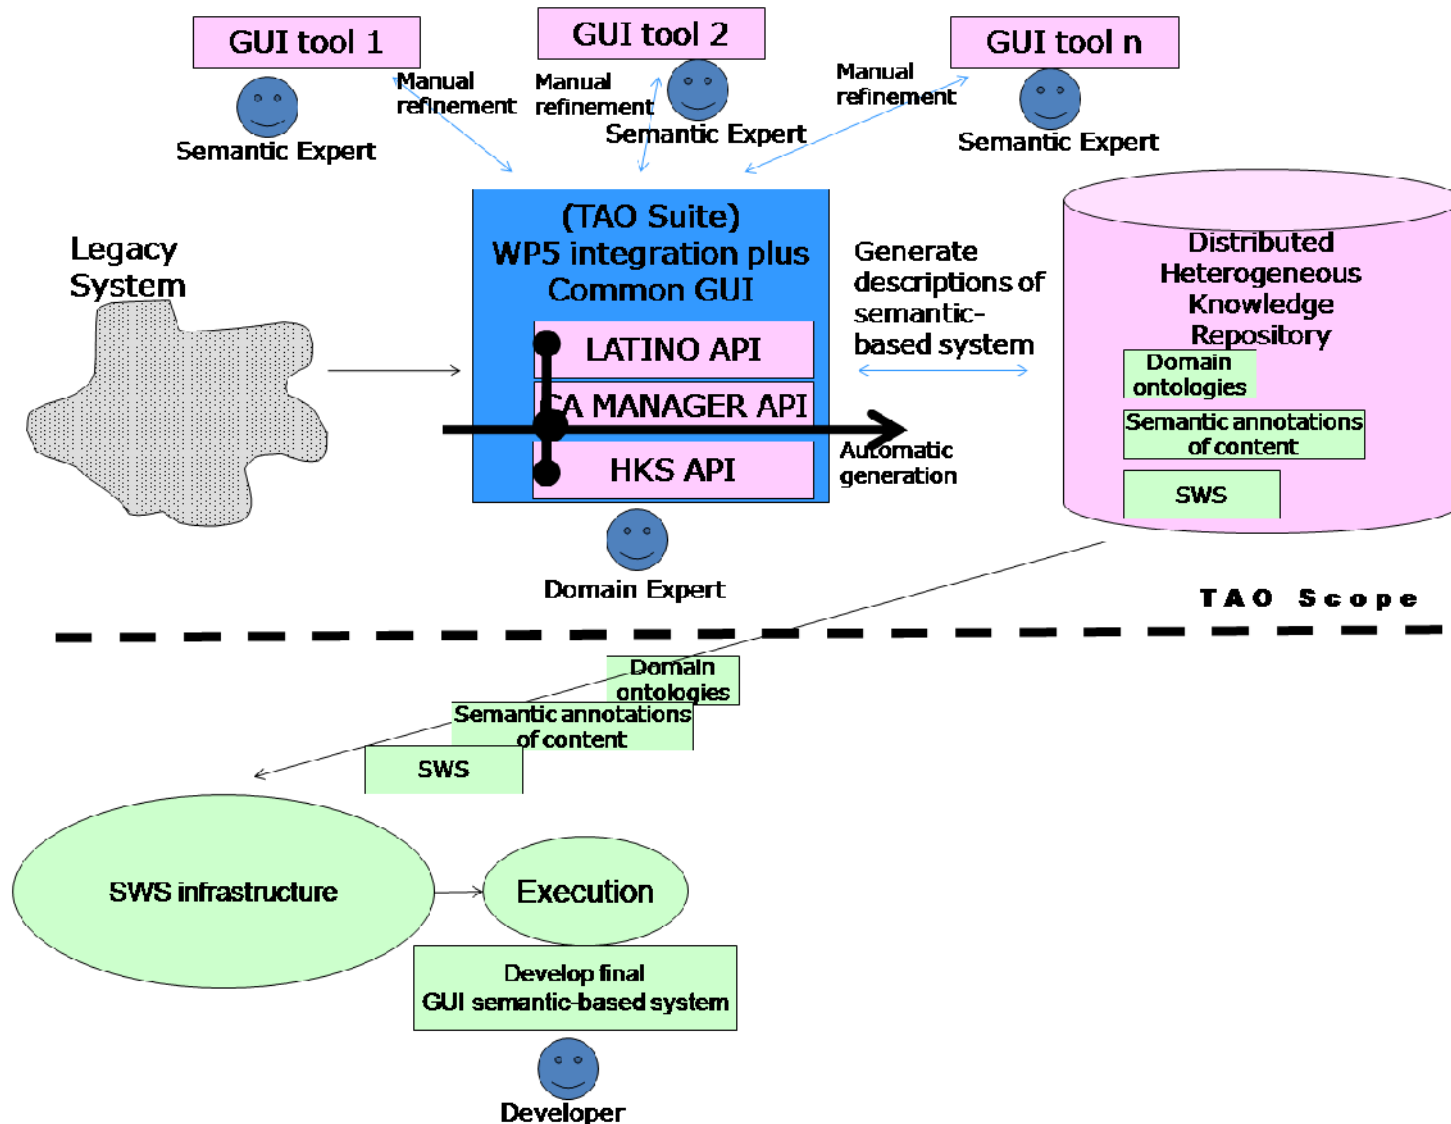 GUI tool 1
GUI tool 2
GUI tool n
Manual
refinement
Manual
refinement
Manual
refinement
Semantic Expert
Semantic Expert
Semantic Expert
Legacy
System
(TAO Suite)
WP5 integration plus
Common GUI
LATINO API
CA MANAGER API
HKS API
Generate
descriptions of
semantic-
based system
Automatic
generation
Distributed
Heterogeneous
Knowledge
Repository
Domain
ontologies
Semantic annotations
of content
SWS
Domain Expert
TAO Scope
Domain
ontologies
Semantic annotations
of content
SWS
SWS infrastructure
Execution
Develop final
GUI semantic-based system
Developer